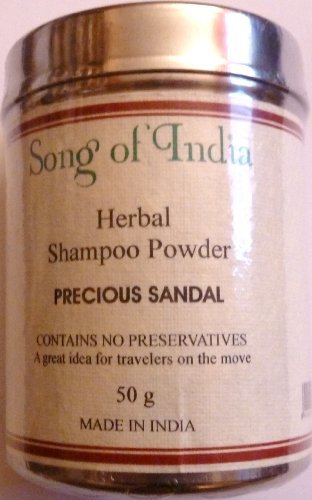 Song of India
Herbal
Shampoo Powder
PRECIOUS SANDAL
CONTAINS NO PRESERVATIVES
A great idea for travelers on the move
50 g
MADE IN INDIA